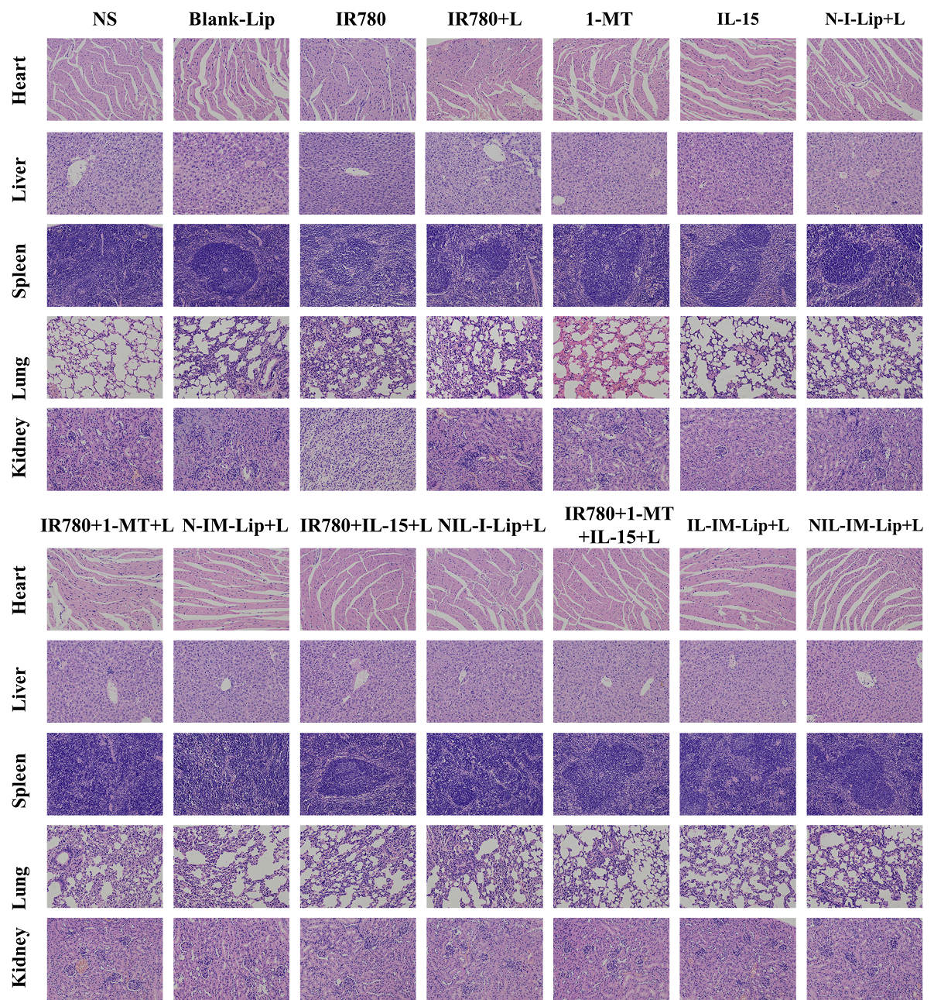 NS Blank-Lip IR780 IR780+L 1-MT IL-15 N-I-Lip+L
Heart
Liver
Spleen
Lung
Kidney
IR780+1-MT+L N-IM-Lip+L IR780+IL-15+L NIL-I-Lip+L IR780+1-MT
+IL-15+L IL-IM-Lip+L NIL-IM-Lip+L
Heart
Liver
Spleen
Lung
Kidney